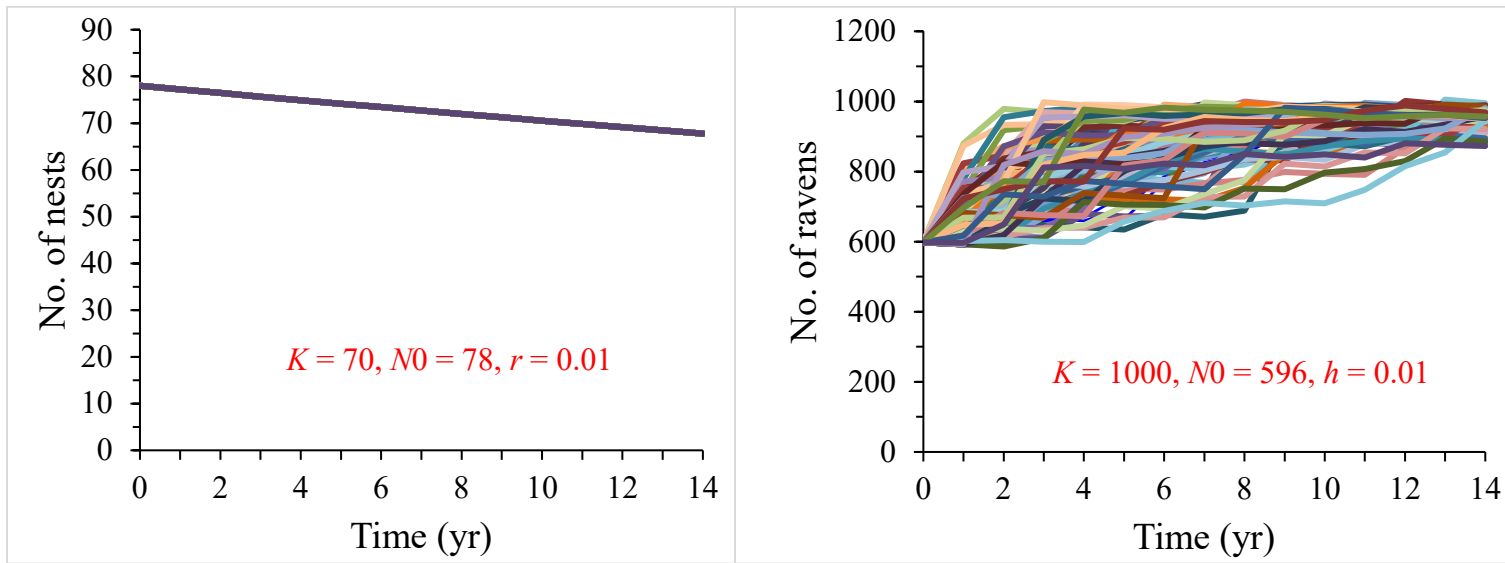 No. of nests
90
80
70
60
50
40
30
20
10
0
K = 70, N0 = 78, r = 0.01
0 2 4 6 8 10 12 14
Time (yr)
No. of ravens
1200
1000
800
600
400
200
0
K = 1000, N0 = 596, h = 0.01
0 2 4 6 8 10 12 14
Time (yr)